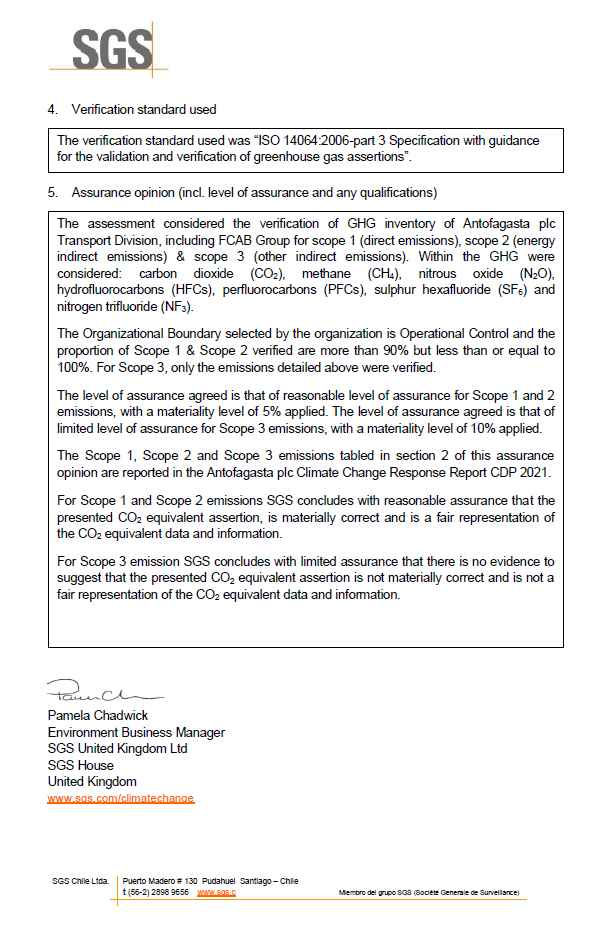 SGS
4. Verification standard used
The verification standard used was “ISO 14064:2006-part 3 Specification with guidance
for the validation and verification of greenhouse gas assertions”.
5. Assurance opinion (incl. level of assurance and any qualifications)
The assessment considered the verification of GHG inventory of Antofagasta plc
Transport Division, including FCAB Group for scope 1 (direct emissions), scope 2 (energy
indirect emissions) & scope 3 (other indirect emissions). Within the GHG were
considered: carbon dioxide (CO₂), methane (CH₄), nitrous oxide (N₂O),
hydrofluorocarbons (HFCs), perfluorocarbons (PFCs), sulphur hexafluoride (SF₆) and
nitrogen trifluoride (NF₃).
The Organizational Boundary selected by the organization is Operational Control and the
proportion of Scope 1 & Scope 2 verified are more than 90% but less than or equal to
100%. For Scope 3, only the emissions detailed above were verified.
The level of assurance agreed is that of reasonable level of assurance for Scope 1 and 2
emissions, with a materiality level of 5% applied. The level of assurance agreed is that of
limited level of assurance for Scope 3 emissions, with a materiality level of 10% applied.
The Scope 1, Scope 2 and Scope 3 emissions tabled in section 2 of this assurance
opinion are reported in the Antofagasta plc Climate Change Response Report CDP 2021.
For Scope 1 and Scope 2 emissions SGS concludes with reasonable assurance that the
presented CO₂ equivalent assertion, is materially correct and is a fair representation of
the CO₂ equivalent data and information.
For Scope 3 emission SGS concludes with limited assurance that there is no evidence to
suggest that the presented CO₂ equivalent assertion is not materially correct and is not a
fair representation of the CO₂ equivalent data and information.
Pamela Chadwick
Environment Business Manager
SGS United Kingdom Ltd
SGS House
United Kingdom
www.sgs.com/climatechange
SGS Chile Ltda. Puerto Madero # 130 Pudahuel Santiago – Chile
t (56-2) 2898 9656 www.sgs.c
Miembro del grupo SGS (Société Generale de Surveillance)